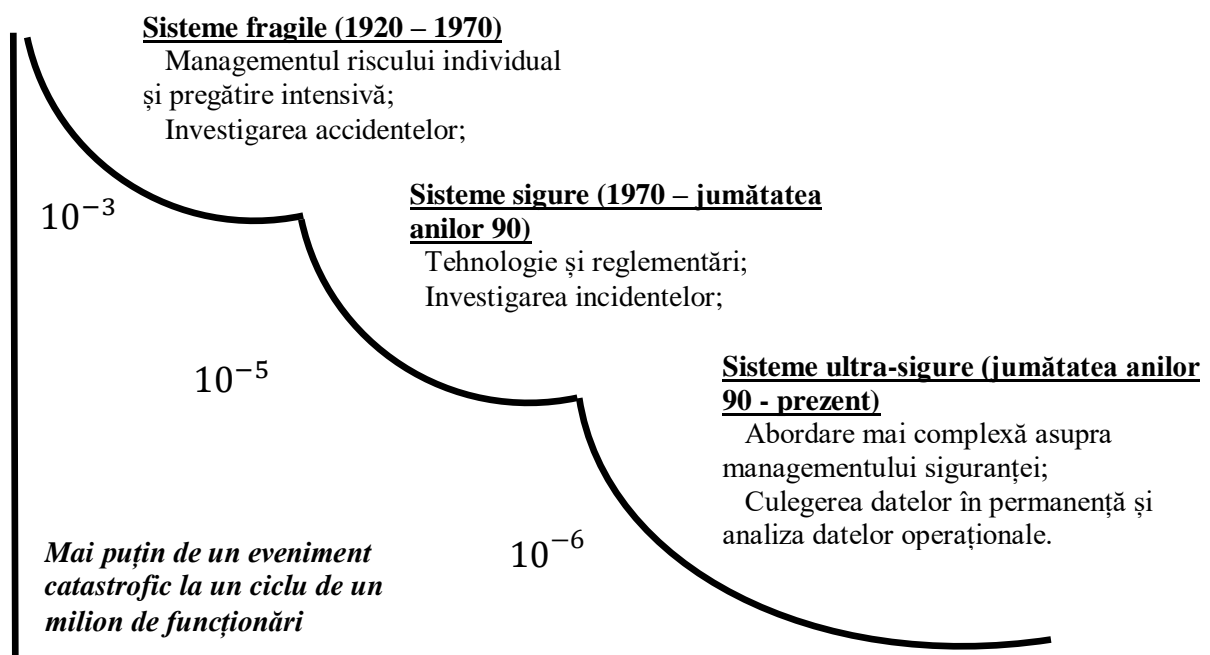 Sisteme fragile (1920 – 1970)
Managementul riscului individual
și pregătire intensivă;
Investigarea accidentelor;
10⁻³
Sisteme sigure (1970 – jumătatea
anilor 90)
Tehnologie și reglementări;
Investigarea incidentelor;
10⁻⁵
Sisteme ultra-sigure (jumătatea anilor
90 - prezent)
Abordare mai complexă asupra
managementului siguranței;
Culegerea datelor în permanență și
analiza datelor operaționale.
10⁻⁶
Mai puțin de un eveniment
catastrofic la un ciclu de un
milion de funcționări